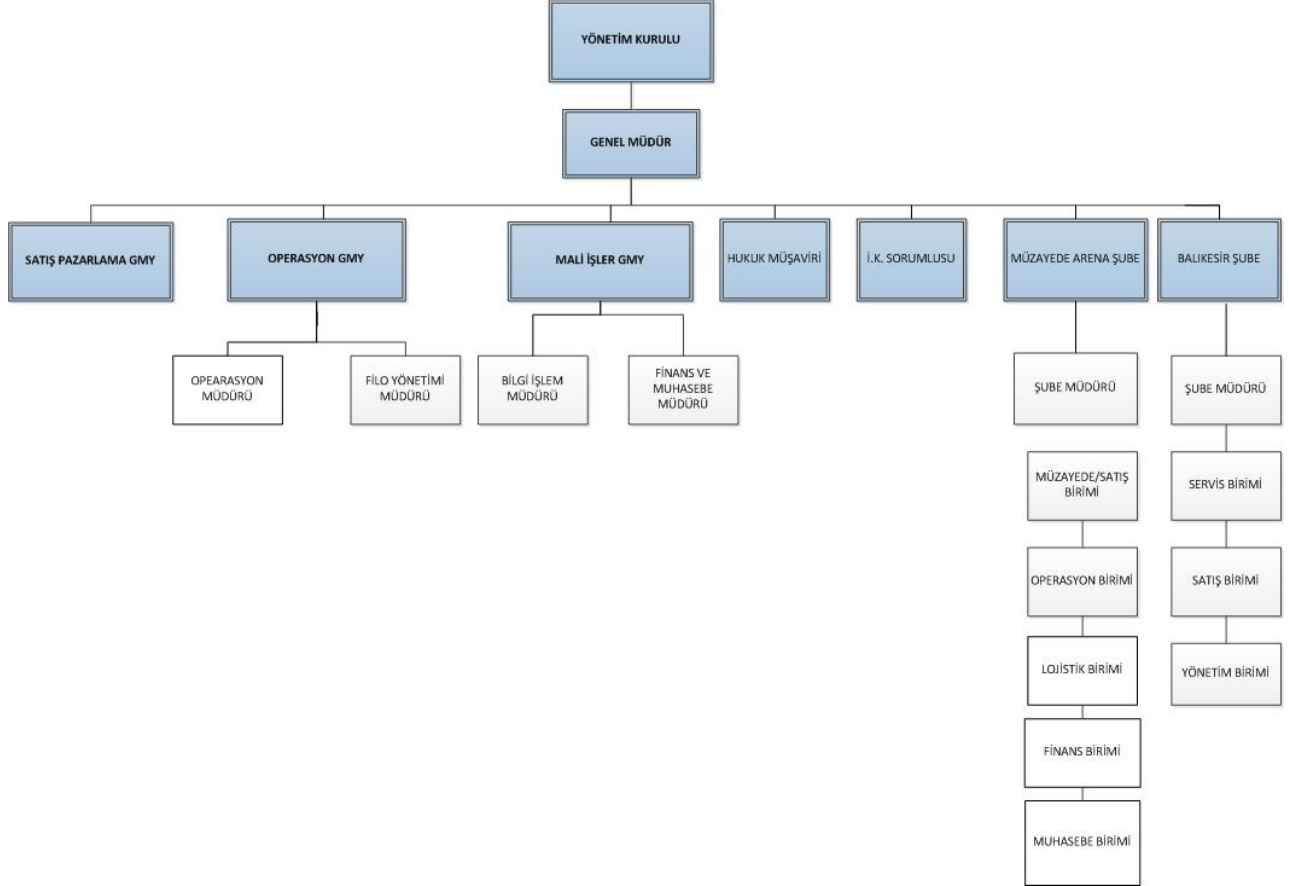 YÖNETİM KURULU
GENEL MÜDÜR
SATIŞ PAZARLAMA GMY
OPERASYON GMY
MALİ İŞLER GMY
HUKUK MÜŞAVİRİ
İ.K. SORUMLUSU
MÜZAYEDE ARENA ŞUBE
BALIKESİR ŞUBE
OPEARASYON
MÜDÜRÜ
FİLO YÖNETİMİ
MÜDÜRÜ
BİLGİ İŞLEM
MÜDÜRÜ
FİNANS VE
MUHASEBE
MÜDÜRÜ
ŞUBE MÜDÜRÜ
ŞUBE MÜDÜRÜ
MÜZAYEDE/SATIŞ
BİRİMİ
SERVİS BİRİMİ
OPERASYON BİRİMİ
SATIŞ BİRİMİ
LOJİSTİK BİRİMİ
YÖNETİM BİRİMİ
FİNANS BİRİMİ
MUHASEBE BİRİMİ